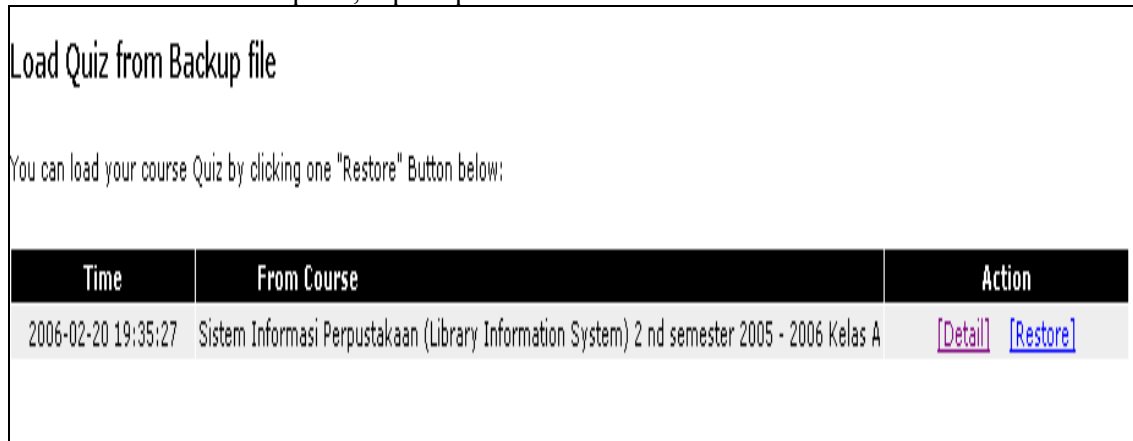 Load Quiz from Backup file
You can load your course Quiz by clicking one "Restore" Button below:
Time From Course Action
2006-02-20 19:35:27 Sistem Informasi Perpustakaan (Library Information System) 2 nd semester 2005 - 2006 Kelas A [Detail] [Restore]